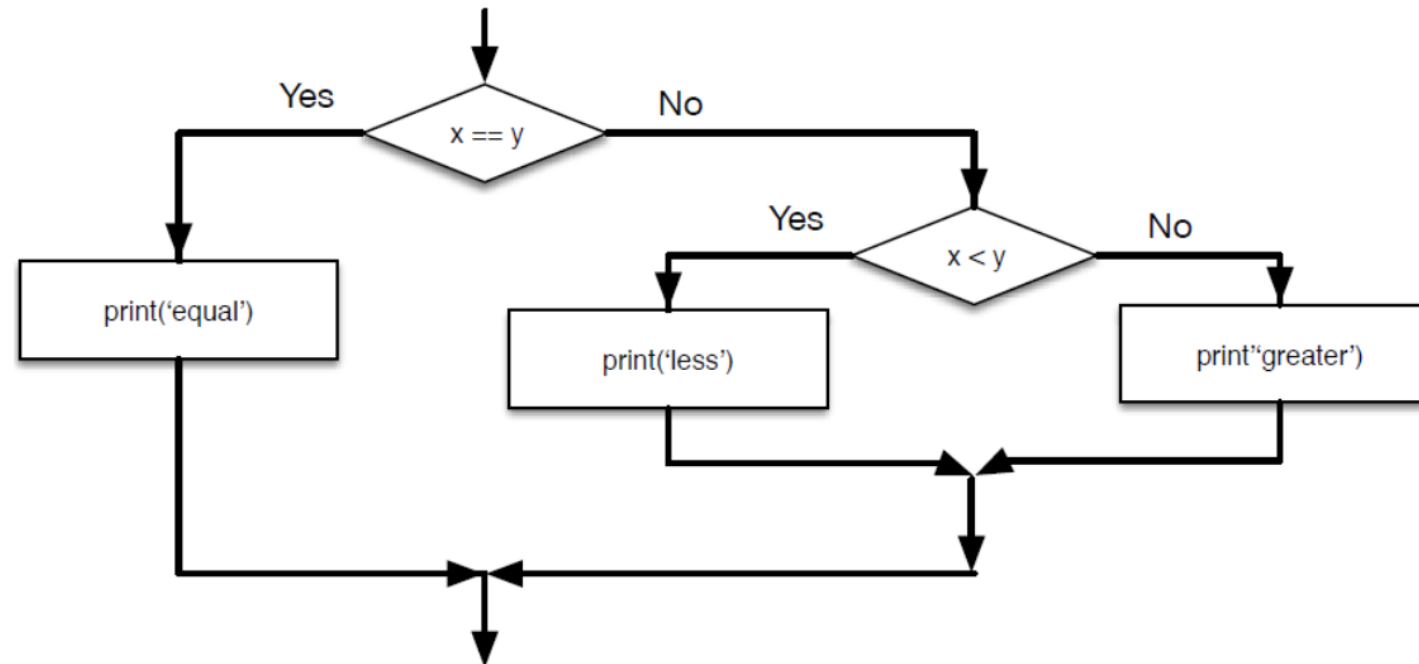 Yes
No
x == y
Yes
No
x < y
print(‘equal’)
print(‘less’)
print’‘greater’)